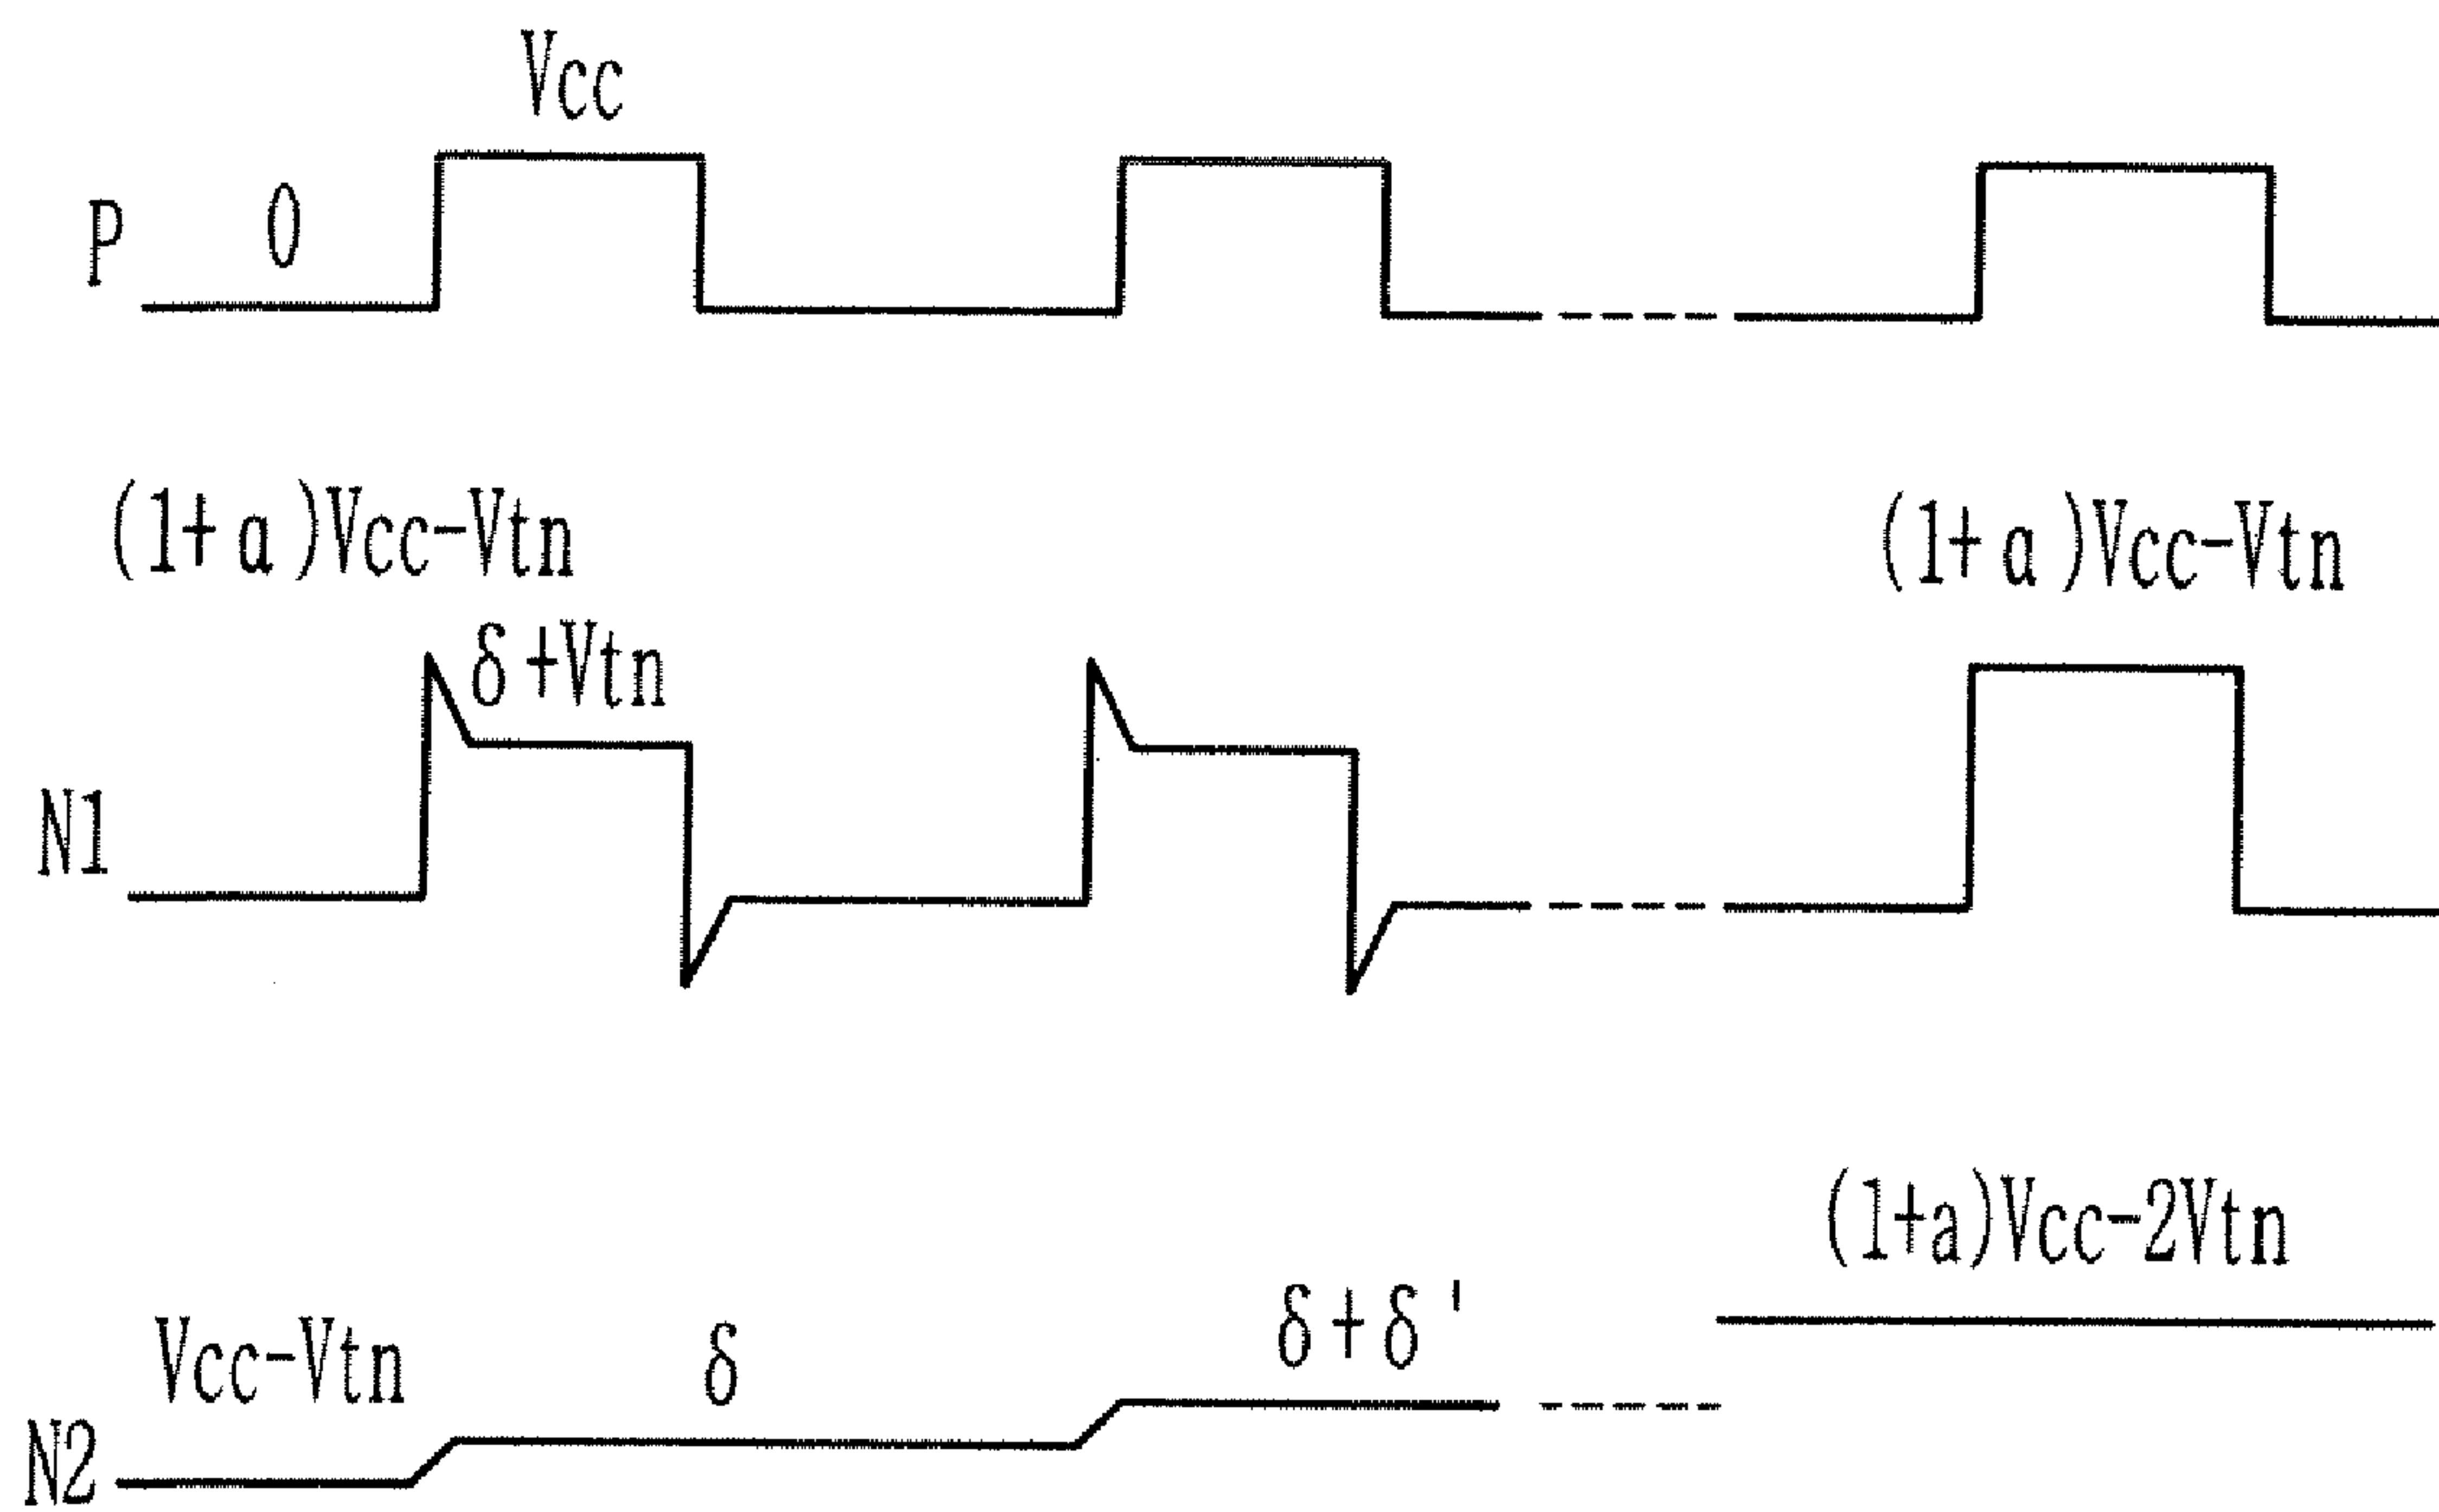 Vcc
P 0
(1+a)Vcc-Vtn (1+a)Vcc-Vtn
δ+Vtn
N1
(1+a)Vcc-2Vtn
Vcc-Vtn δ δ+δ'
N2